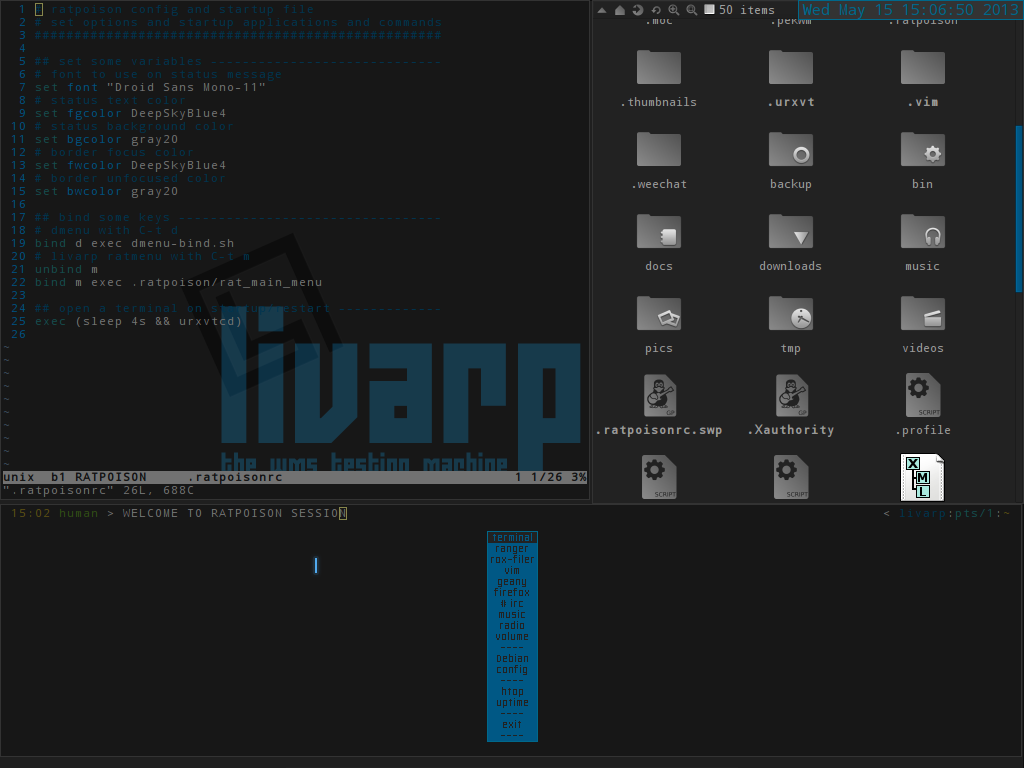 1 # ratpoison config and startup file
2 # set options and startup applications and commands
3 ###################################################
4
5 ## set some variables -----------------------------
6 # font to use on status message
7 set font "Droid Sans Mono-11"
8 # status text color
9 set fgcolor DeepSkyBlue4
10 # status background color
11 set bgcolor gray20
12 # border focus color
13 set fwcolor DeepSkyBlue4
14 # border unfocused color
15 set bwcolor gray20
16
17 ## bind some keys ---------------------------------
18 # dmenu with C-t d
19 bind d exec dmenu-bind.sh
20 # livarp ratmenu with C-t m
21 unbind m
22 bind m exec .ratpoison/rat_main_menu
23
24 ## open a terminal on startup/restart -------------
25 exec (sleep 4s && urxvtcd)
26
~
~
~
~
~
~
~
~
~
~
livarp
the wms testing machine
unix b1 RATPOISON .ratpoisonrc 1 1/26 3%
".ratpoisonrc" 26L, 688C
50 items
Wed May 15 15:06:50 2013
.moc .pekwm .ratpoison
.thumbnails .urxvt .vim
.weechat backup bin
docs downloads music
pics tmp videos
GP GP SCRIPT
.ratpoisonrc.swp .Xauthority .profile
SCRIPT SCRIPT XML
15:02 human > WELCOME TO RATPOISON SESSION < livarp:pts/1:~
terminal
ranger
rox-filer
vim
geany
firefox
@ irc
music
radio
volume
----
Debian
config
----
htop
uptime
----
exit
----